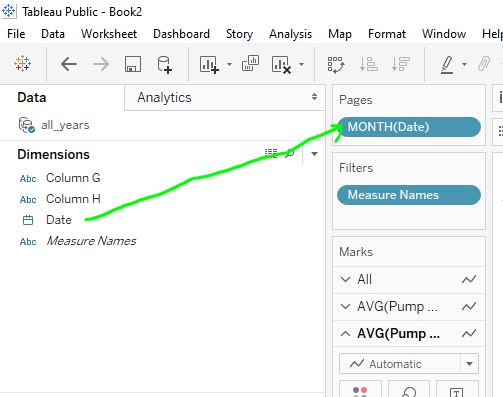 Tableau Public - Book2
File Data Worksheet Dashboard Story Analysis Map Format Window Help
Data Analytics
all_years
Dimensions
Abc Column G
Abc Column H
Date
Abc Measure Names
Pages
MONTH(Date)
Filters
Measure Names
Marks
All
AVG(Pump ...
AVG(Pump ...
Automatic
T